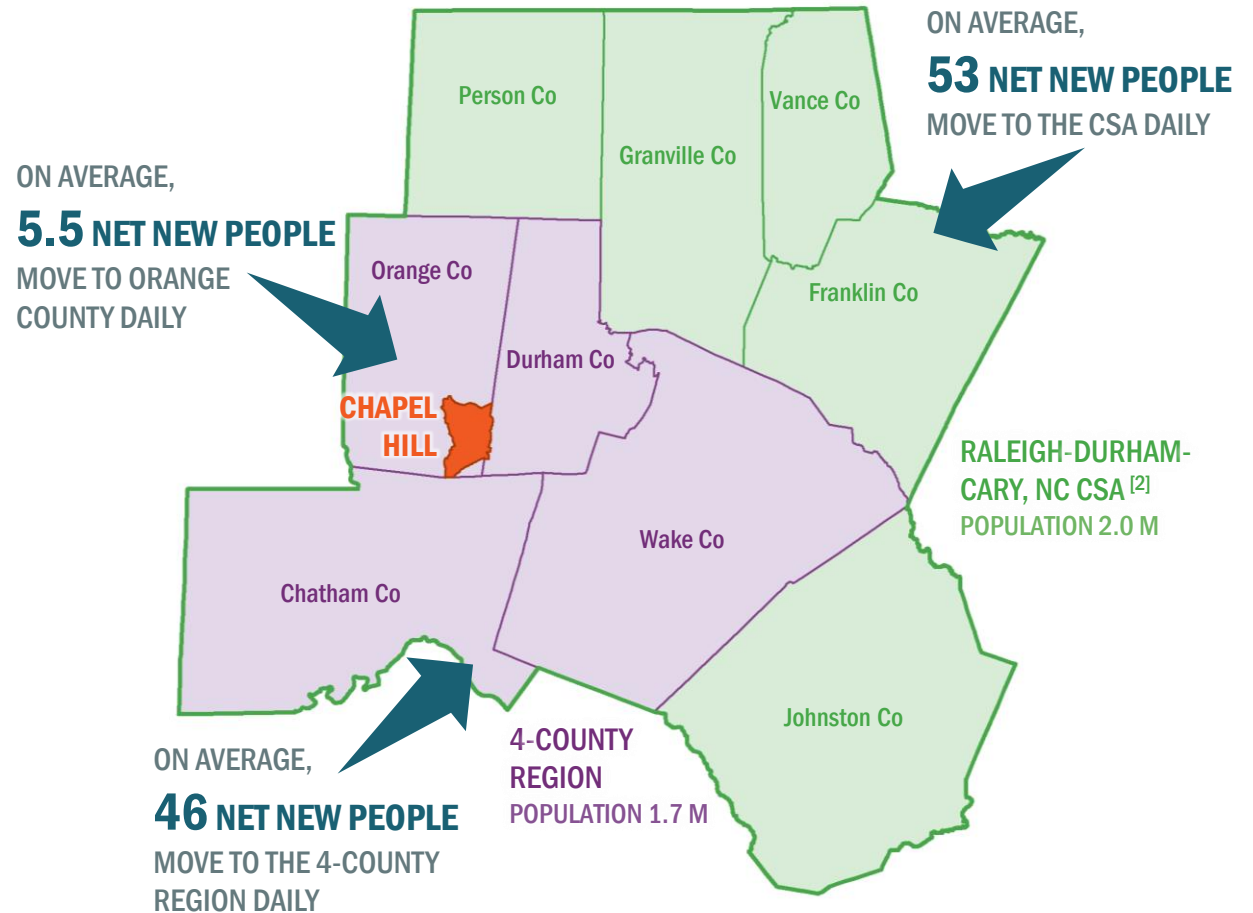 ON AVERAGE,
53 NET NEW PEOPLE
MOVE TO THE CSA DAILY
Person Co
Vance Co
Granville Co
ON AVERAGE,
5.5 NET NEW PEOPLE
MOVE TO ORANGE
COUNTY DAILY
Orange Co
Franklin Co
Durham Co
CHAPEL
HILL
RALEIGH-DURHAM-
CARY, NC CSA [2]
POPULATION 2.0 M
Wake Co
Chatham Co
Johnston Co
4-COUNTY
REGION
POPULATION 1.7 M
ON AVERAGE,
46 NET NEW PEOPLE
MOVE TO THE 4-COUNTY
REGION DAILY